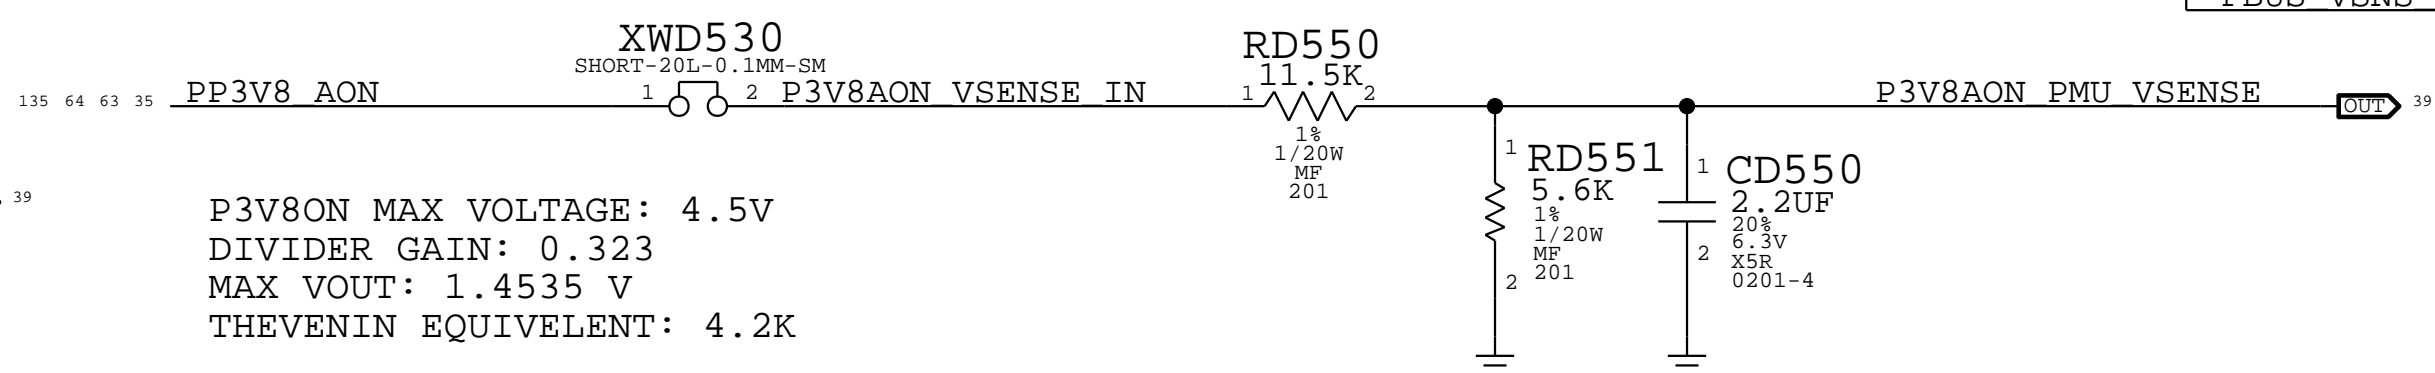 XWD530
SHORT-20L-0.1MM-SM
135 64 63 35 PP3V8_AON 1 2 P3V8AON_VSENSE_IN
RD550
11.5K
1 2
1%
1/20W
MF
201
P3V8AON_PMU_VSENSE OUT 39
1 RD551
5.6K
1%
1/20W
MF
201
2
1 CD550
2.2UF
20%
6.3V
X5R
0201-4
2
39
P3V8ON MAX VOLTAGE: 4.5V
DIVIDER GAIN: 0.323
MAX VOUT: 1.4535 V
THEVENIN EQUIVELENT: 4.2K